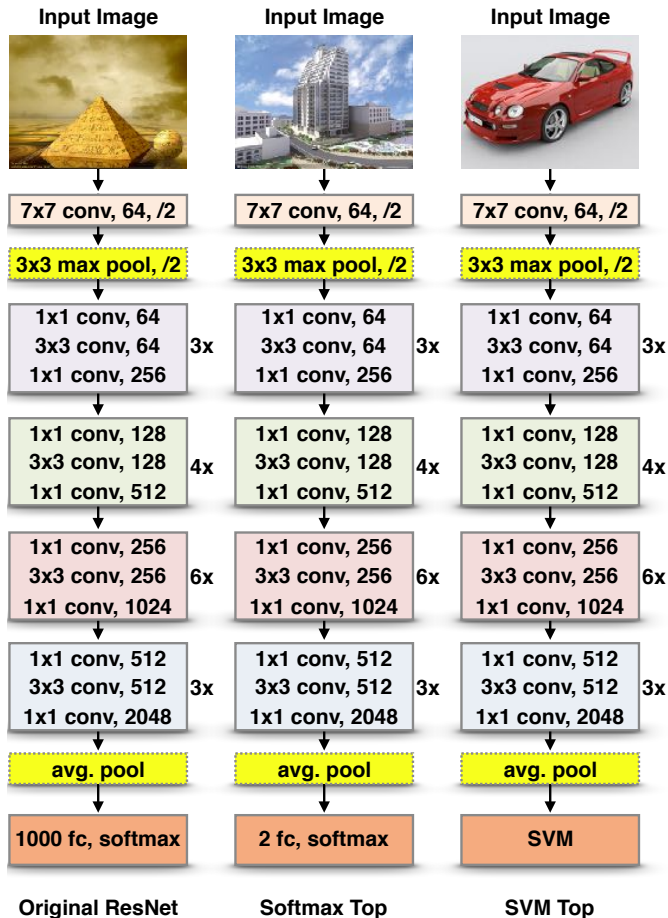 Input Image
7x7 conv, 64, /2
3x3 max pool, /2
1x1 conv, 64
3x3 conv, 64
1x1 conv, 256
3x
1x1 conv, 128
3x3 conv, 128
1x1 conv, 512
4x
1x1 conv, 256
3x3 conv, 256
1x1 conv, 1024
6x
1x1 conv, 512
3x3 conv, 512
1x1 conv, 2048
3x
avg. pool
1000 fc, softmax
Original ResNet
Input Image
7x7 conv, 64, /2
3x3 max pool, /2
1x1 conv, 64
3x3 conv, 64
1x1 conv, 256
3x
1x1 conv, 128
3x3 conv, 128
1x1 conv, 512
4x
1x1 conv, 256
3x3 conv, 256
1x1 conv, 1024
6x
1x1 conv, 512
3x3 conv, 512
1x1 conv, 2048
3x
avg. pool
2 fc, softmax
Softmax Top
Input Image
7x7 conv, 64, /2
3x3 max pool, /2
1x1 conv, 64
3x3 conv, 64
1x1 conv, 256
3x
1x1 conv, 128
3x3 conv, 128
1x1 conv, 512
4x
1x1 conv, 256
3x3 conv, 256
1x1 conv, 1024
6x
1x1 conv, 512
3x3 conv, 512
1x1 conv, 2048
3x
avg. pool
SVM
SVM Top